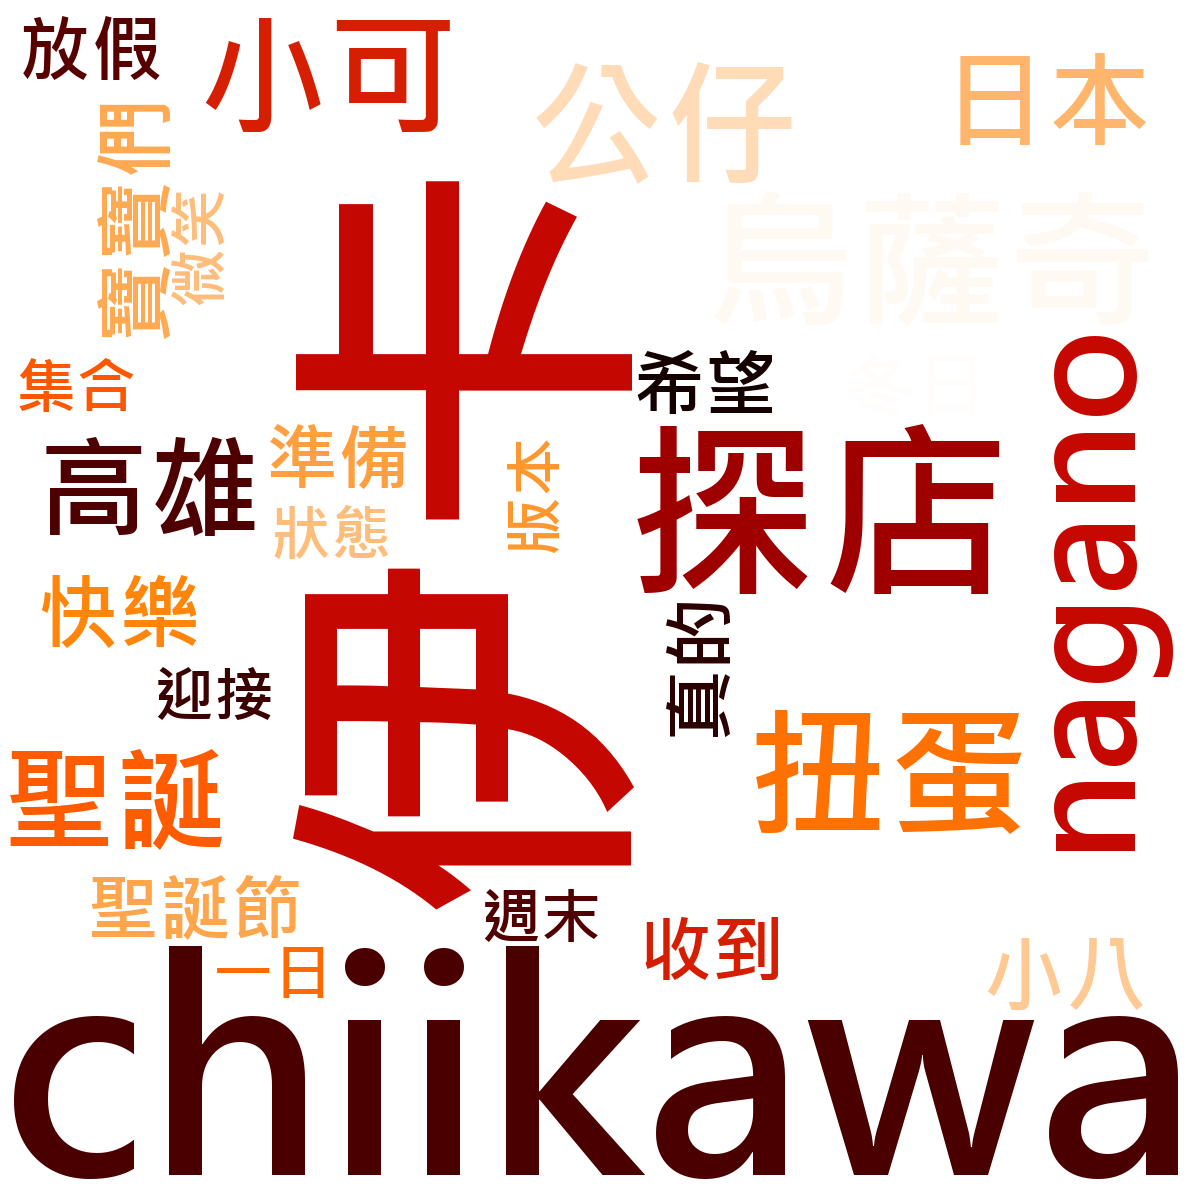 放假
小可
公仔
日本
寶寶們
微笑
烏薩奇
伊卡
nagano
希望
冬日
集合
探店
準備
高雄
版本
狀態
快樂
真的
迎接
扭蛋
聖誕
聖誕節
週末
收到
小八
一日
chiikawa